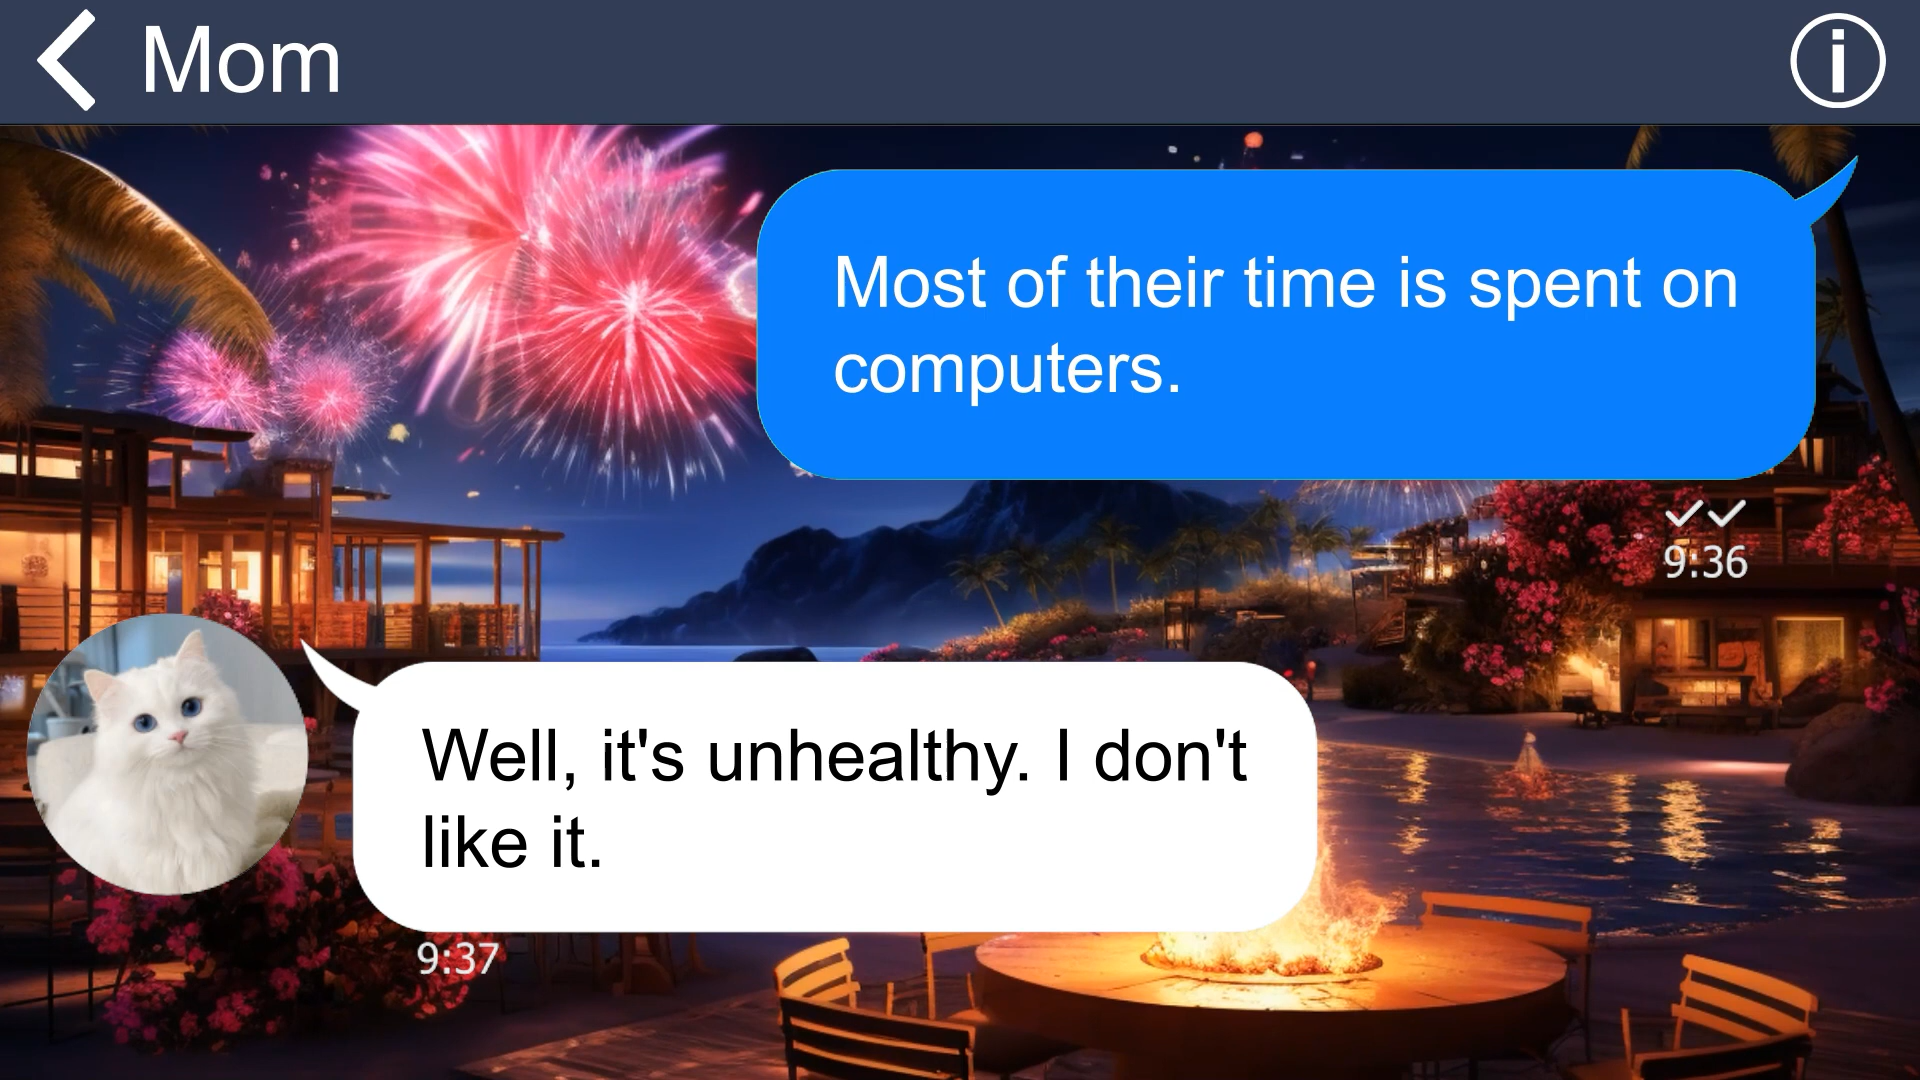 Mom
Most of their time is spent on
computers.
9:36
Well, it's unhealthy. I don't
like it.
9:37